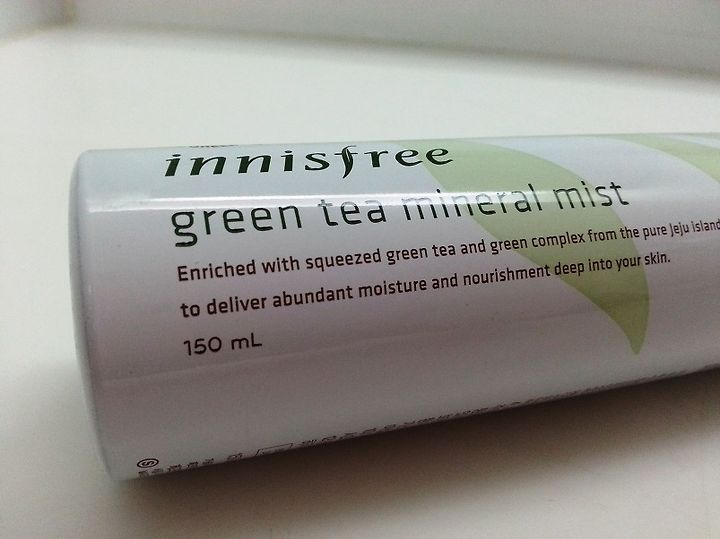 innisfree
green tea mineral mist
Enriched with squeezed green tea and green complex from the pure Jeju island
to deliver abundant moisture and nourishment deep into your skin.
150 mL